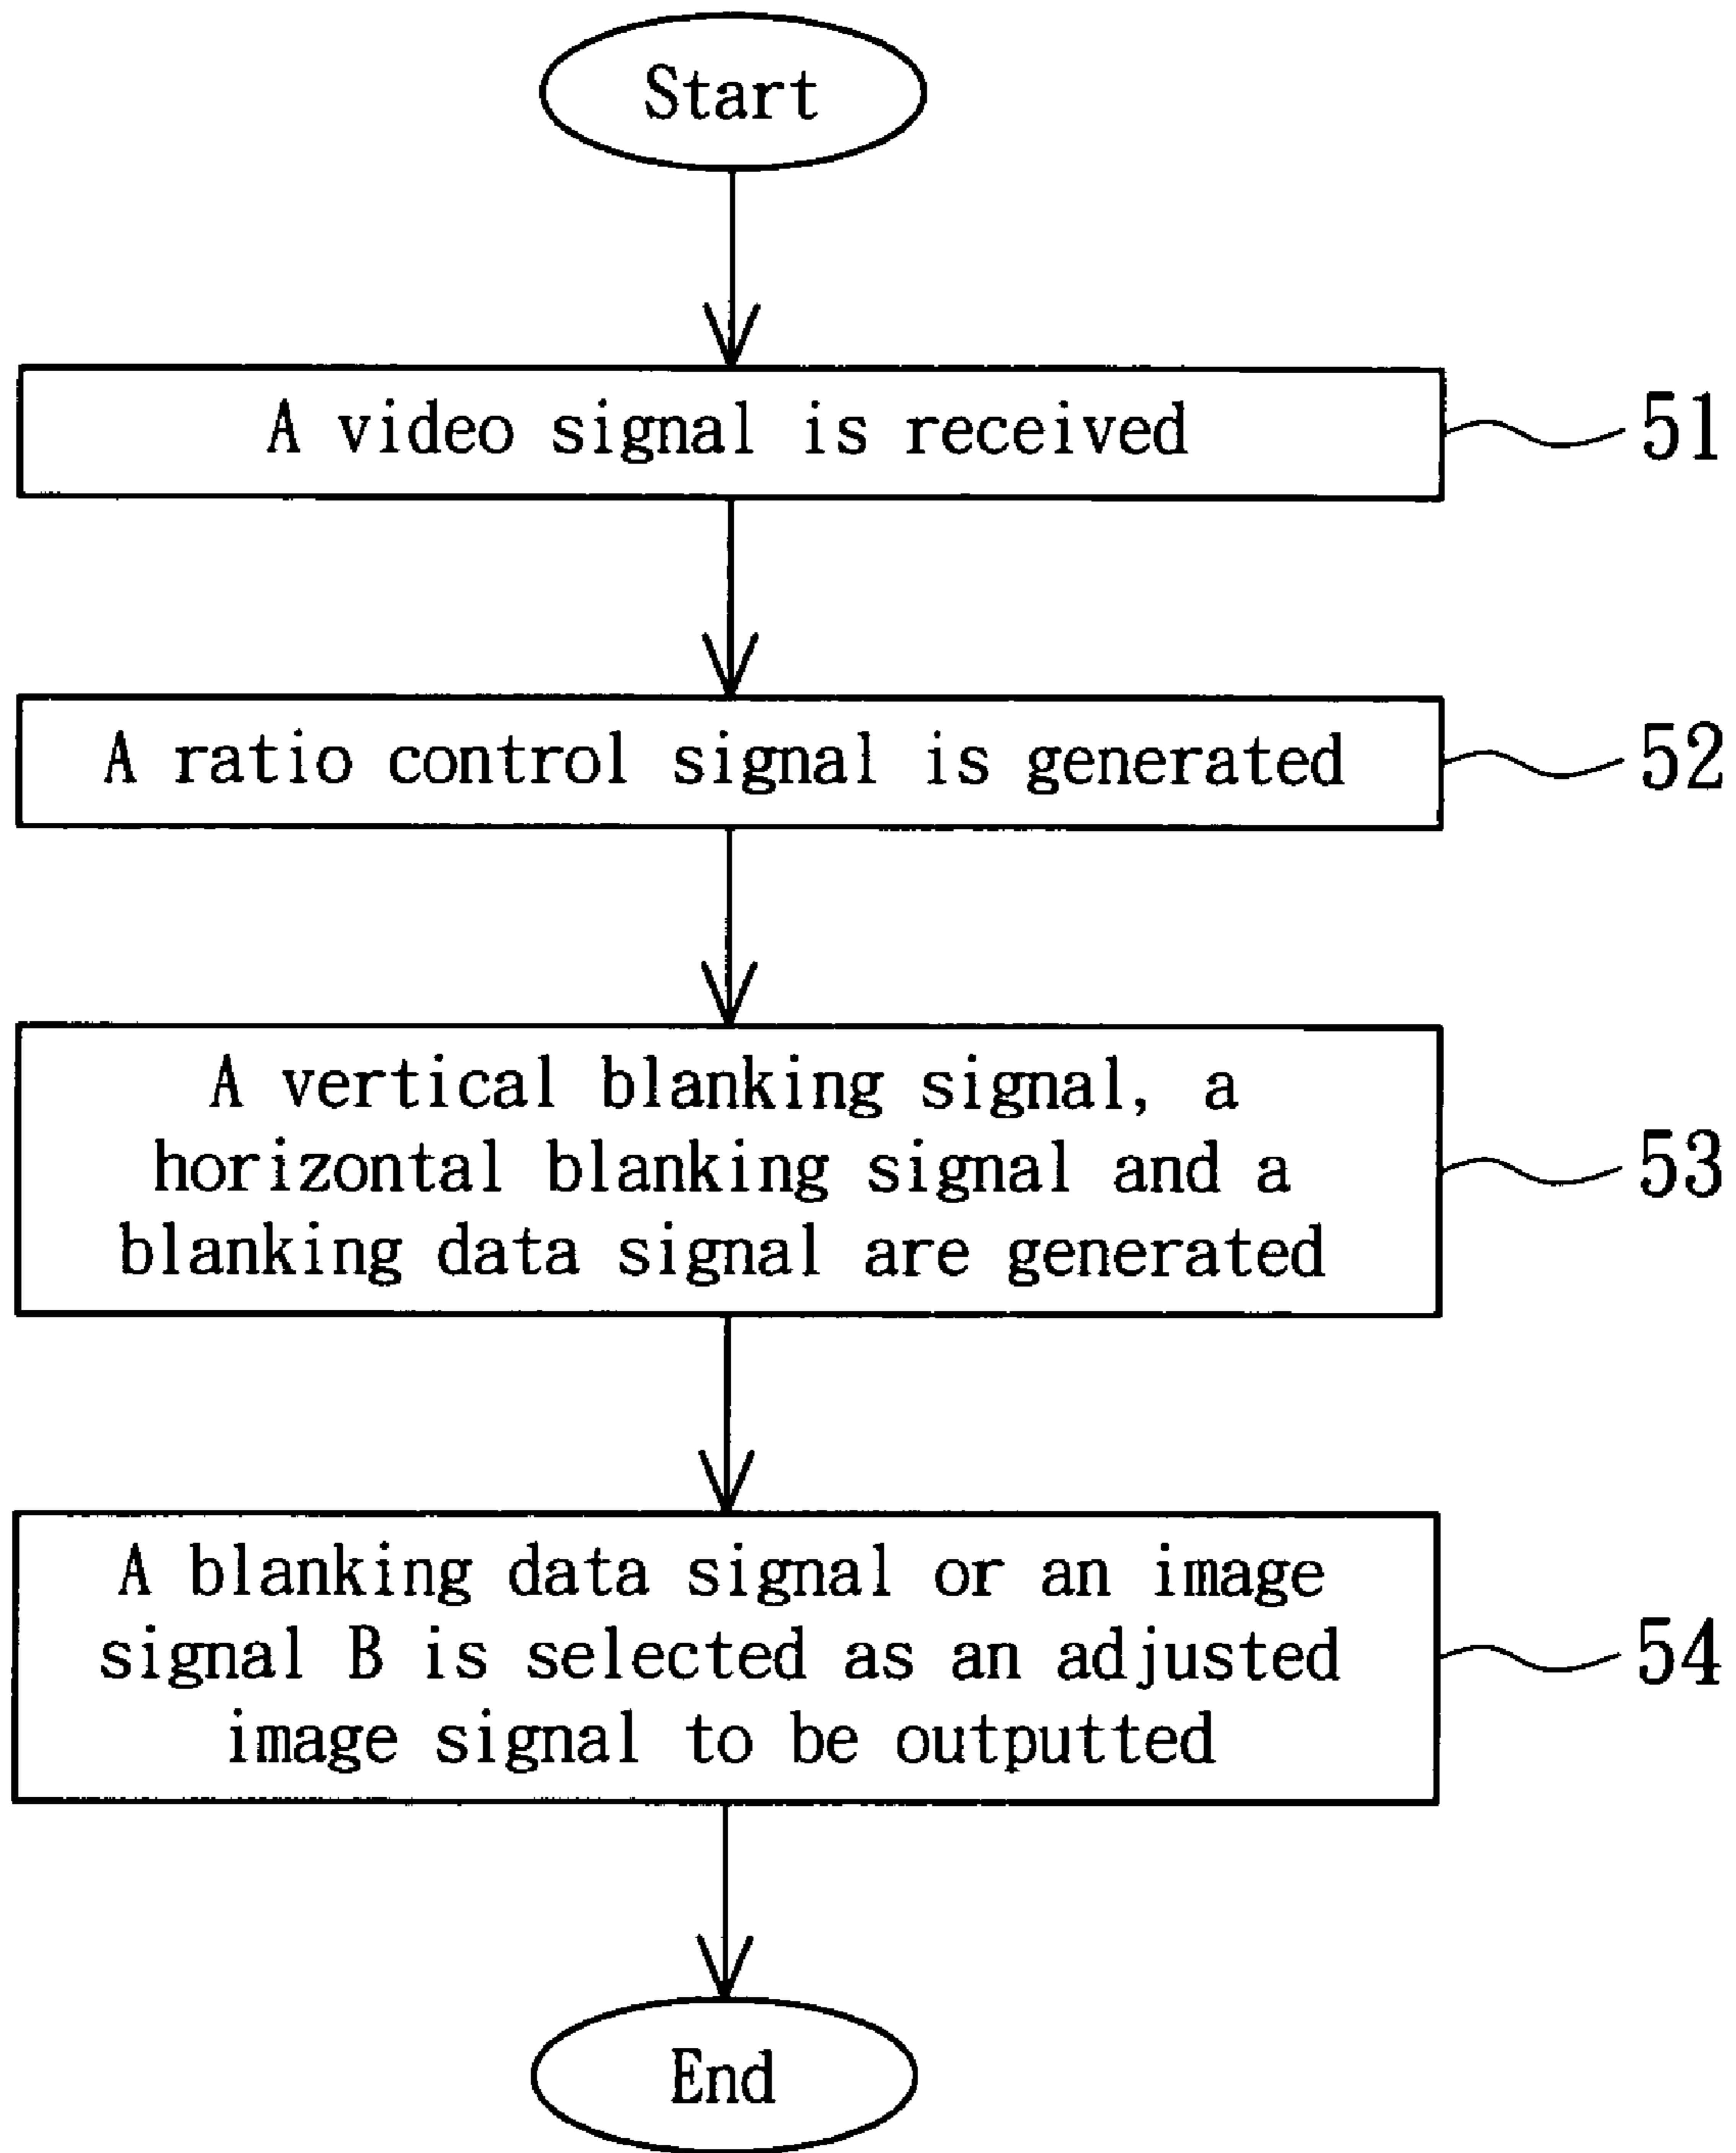 Start
A video signal is received
51
A ratio control signal is generated
52
A vertical blanking signal, a
horizontal blanking signal and a
blanking data signal are generated
53
A blanking data signal or an image
signal B is selected as an adjusted
image signal to be outputted
54
End